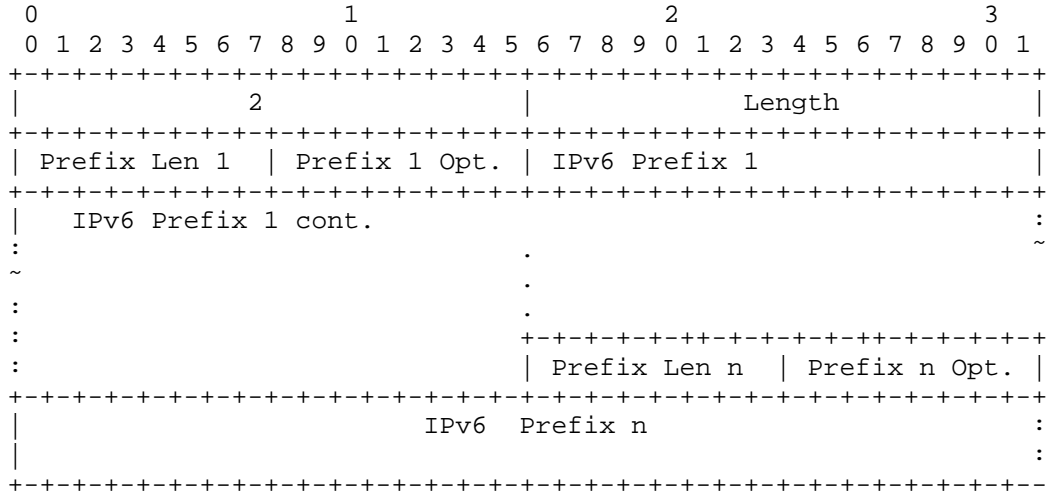 0                   1                   2                   3
 0 1 2 3 4 5 6 7 8 9 0 1 2 3 4 5 6 7 8 9 0 1 2 3 4 5 6 7 8 9 0 1
+-+-+-+-+-+-+-+-+-+-+-+-+-+-+-+-+-+-+-+-+-+-+-+-+-+-+-+-+-+-+-+-+
|              2                |             Length            |
+-+-+-+-+-+-+-+-+-+-+-+-+-+-+-+-+-+-+-+-+-+-+-+-+-+-+-+-+-+-+-+-+
| Prefix Len 1  | Prefix 1 Opt. | IPv6 Prefix 1                 |
+-+-+-+-+-+-+-+-+-+-+-+-+-+-+-+-+-+-+-+-+-+-+-+-+-+-+-+-+-+-+-+-+
|   IPv6 Prefix 1 cont.                                         :
:                               .                               ~
~                               .
:                               .
:                               +-+-+-+-+-++-+-+-+-+-++-+-+-+-+-+
:                               | Prefix Len n  | Prefix n Opt. |
+-+-+-+-+-+-+-+-+-+-+-+-+-+-+-+-+-+-+-+-+-+-+-+-+-+-+-+-+-+-+-+-+
|                         IPv6  Prefix n                        :
|                                                               :
+-+-+-+-+-+-+-+-+-+-+-+-+-+-+-+-+-+-+-+-+-+-+-+-+-+-+-+-+-+-+-+--